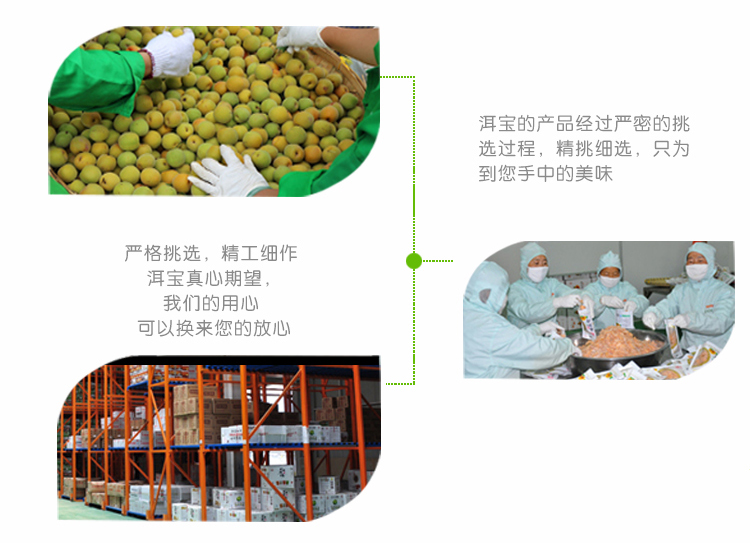 洱宝的产品经过严密的挑
选过程，精挑细选，只为
到您手中的美味
严格挑选，精工细作
洱宝真心期望，
我们的用心
可以换来您的放心